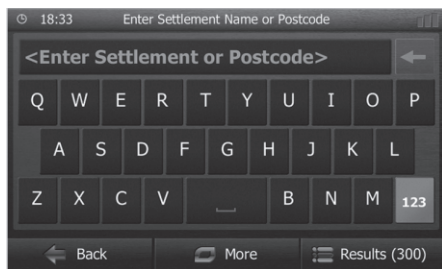 18:33 Enter Settlement Name or Postcode
<Enter Settlement or Postcode>
Q W E R T Y U I O P
A S D F G H J K L
Z X C V B N M 123
Back More Results (300)